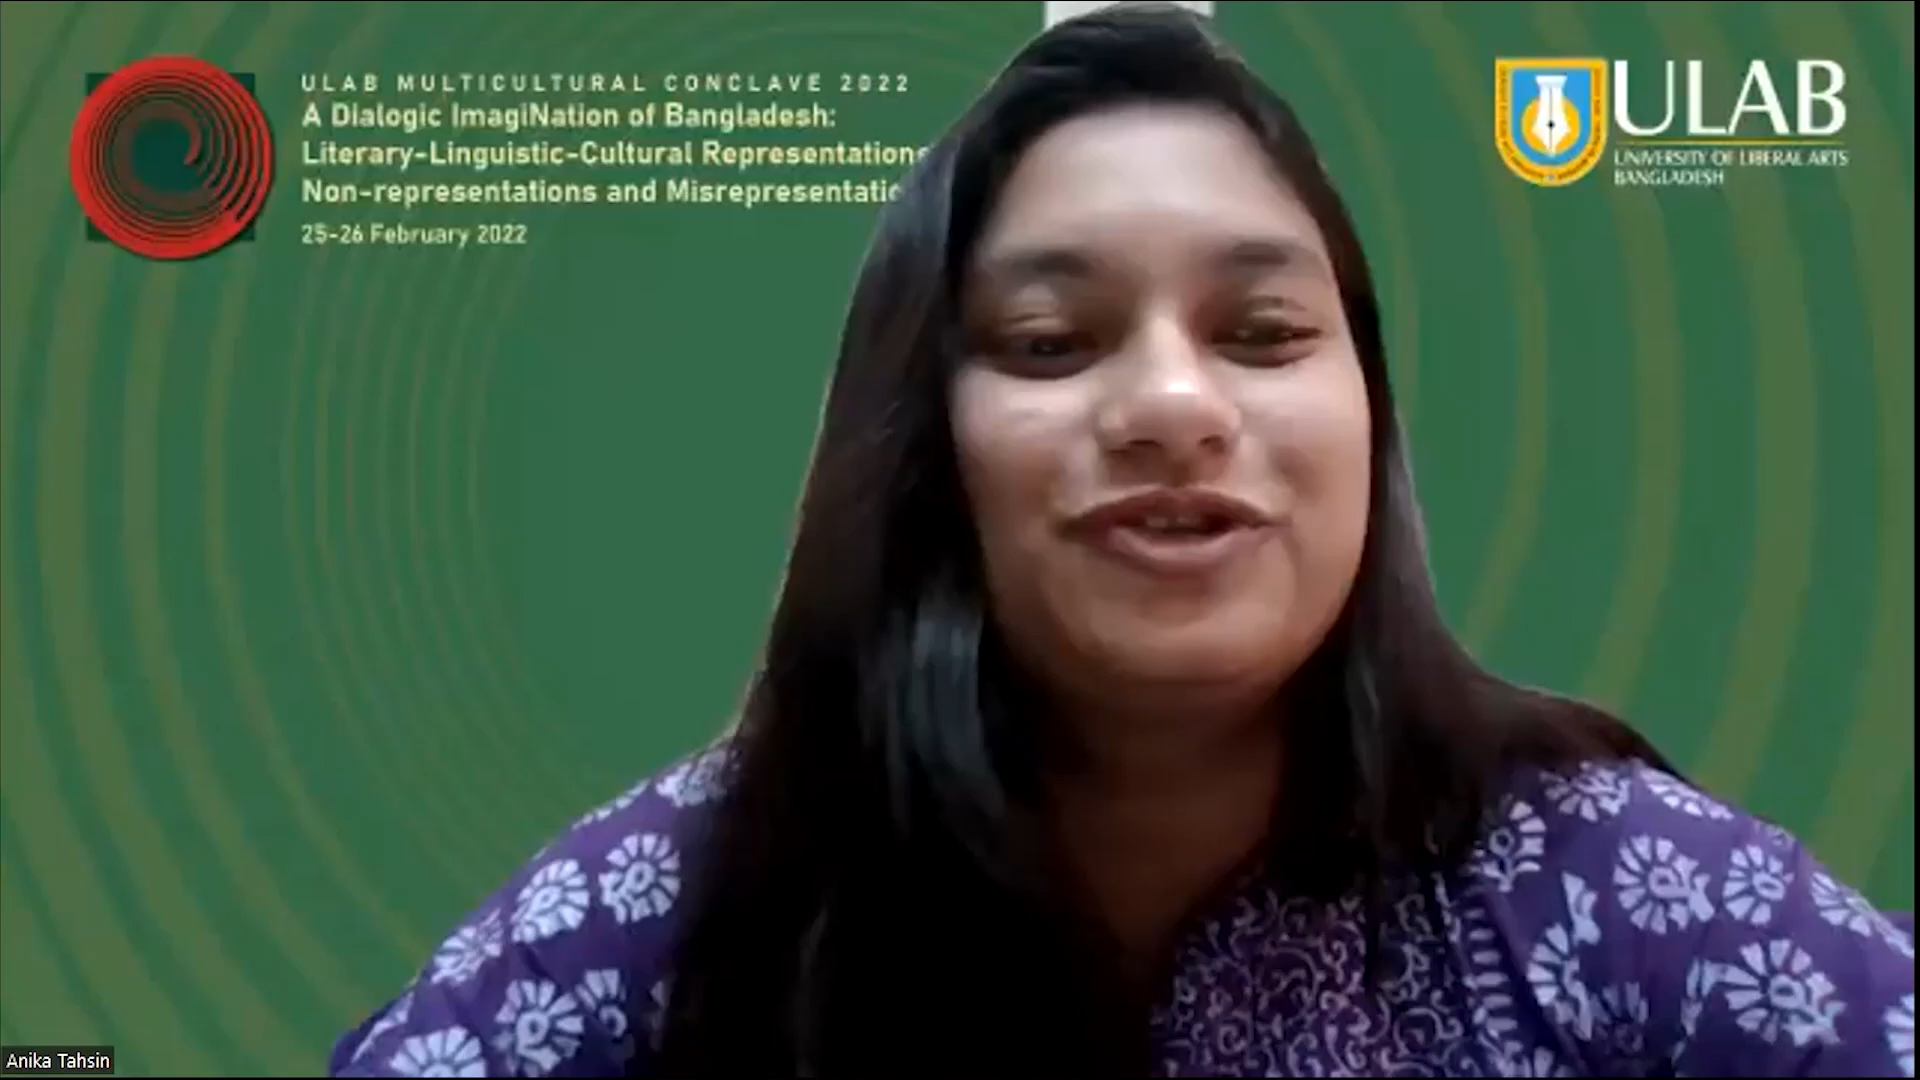 ULAB MULTICULTURAL CONCLAVE 2022
A Dialogic ImagiNation of Bangladesh:
Literary-Linguistic-Cultural Representations
Non-representations and
25-26 February 2022
ULAB
UNIVERSITY OF LIBERAL ARTS
BANGLADESH
Anika Tahsin